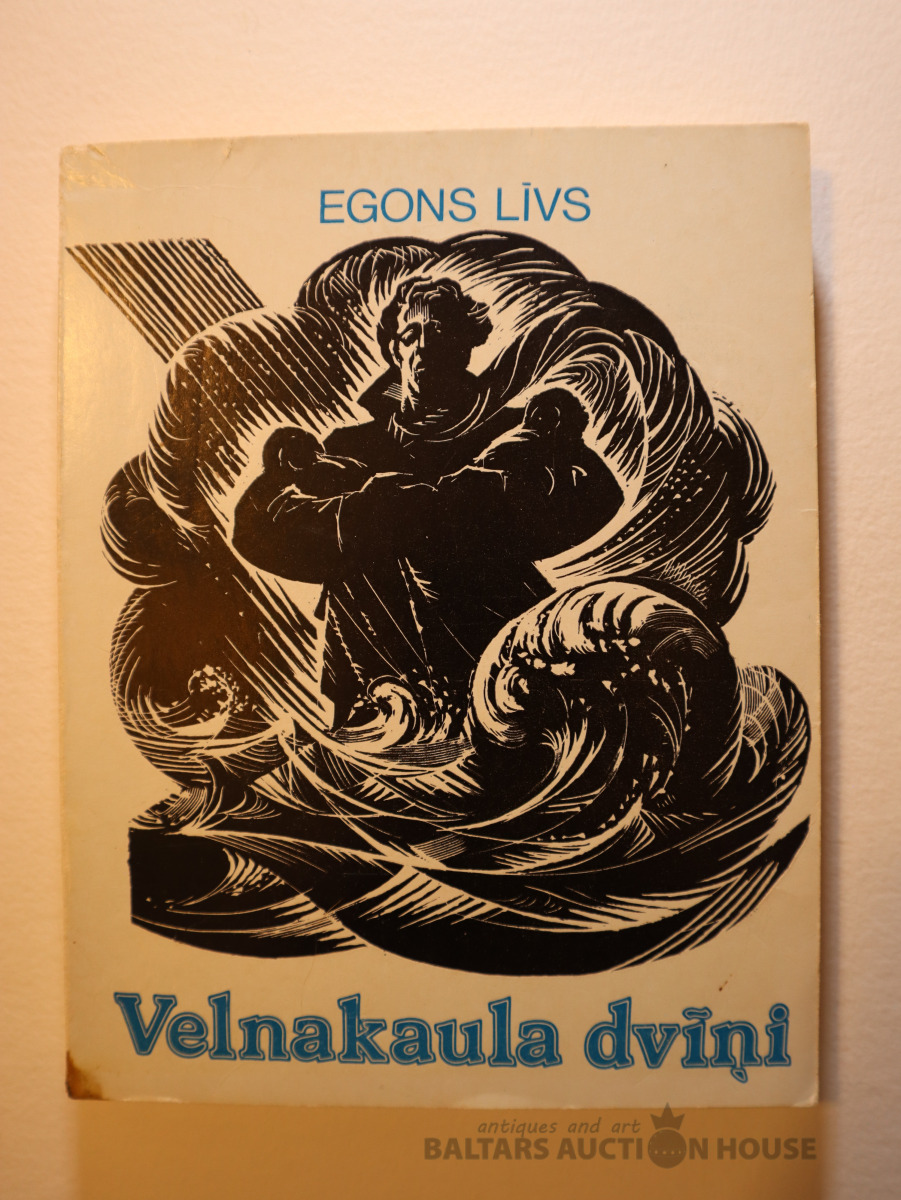 EGONS LĪVS
Velnakaula dvīņi
antiques and art
BALTARS AUCTION HOUSE